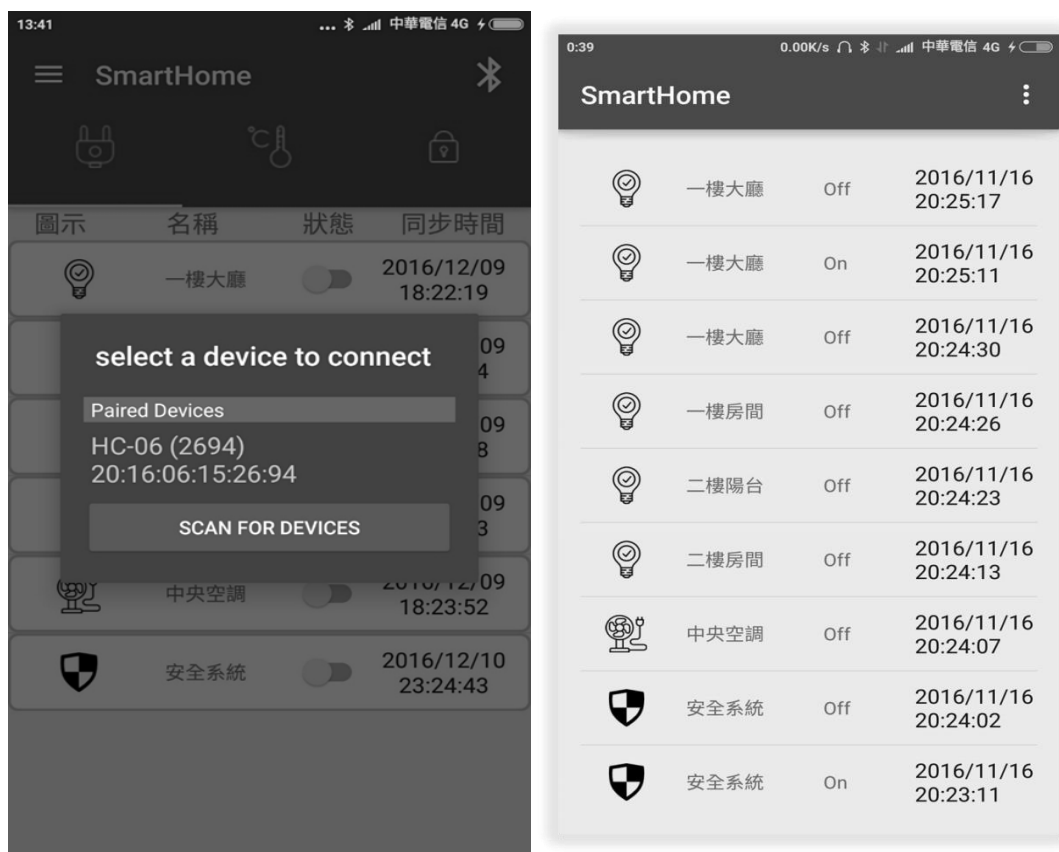 13:41
... 中華電信 4G
SmartHome
℃
圖示 名稱 狀態 同步時間
一樓大廳 2016/12/09
18:22:19
select a device to connect
09
4
Paired Devices
09
HC-06 (2694)
8
20:16:06:15:26:94
09
SCAN FOR DEVICES
3
中央空調 2016/12/09
18:23:52
安全系統 2016/12/10
23:24:43
0:39 0.00K/s 中華電信 4G
SmartHome
一樓大廳 Off 2016/11/16
20:25:17
一樓大廳 On 2016/11/16
20:25:11
一樓大廳 Off 2016/11/16
20:24:30
一樓房間 Off 2016/11/16
20:24:26
二樓陽台 Off 2016/11/16
20:24:23
二樓房間 Off 2016/11/16
20:24:13
中央空調 Off 2016/11/16
20:24:07
安全系統 Off 2016/11/16
20:24:02
安全系統 On 2016/11/16
20:23:11